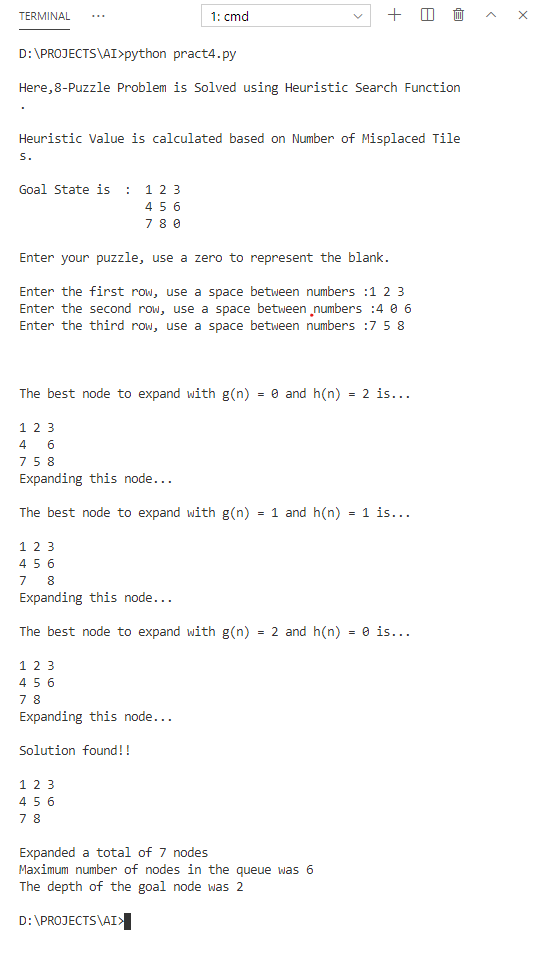 TERMINAL ··· 1: cmd
D:\PROJECTS\AI>python pract4.py
Here,8-Puzzle Problem is Solved using Heuristic Search Function
.
Heuristic Value is calculated based on Number of Misplaced Tile
s.
Goal State is  :  1 2 3
4 5 6
7 8 0
Enter your puzzle, use a zero to represent the blank.
Enter the first row, use a space between numbers :1 2 3
Enter the second row, use a space between numbers :4 0 6
Enter the third row, use a space between numbers :7 5 8
The best node to expand with g(n) = 0 and h(n) = 2 is...
1 2 3
4   6
7 5 8
Expanding this node...
The best node to expand with g(n) = 1 and h(n) = 1 is...
1 2 3
4 5 6
7   8
Expanding this node...
The best node to expand with g(n) = 2 and h(n) = 0 is...
1 2 3
4 5 6
7 8
Expanding this node...
Solution found!!
1 2 3
4 5 6
7 8
Expanded a total of 7 nodes
Maximum number of nodes in the queue was 6
The depth of the goal node was 2
D:\PROJECTS\AI>